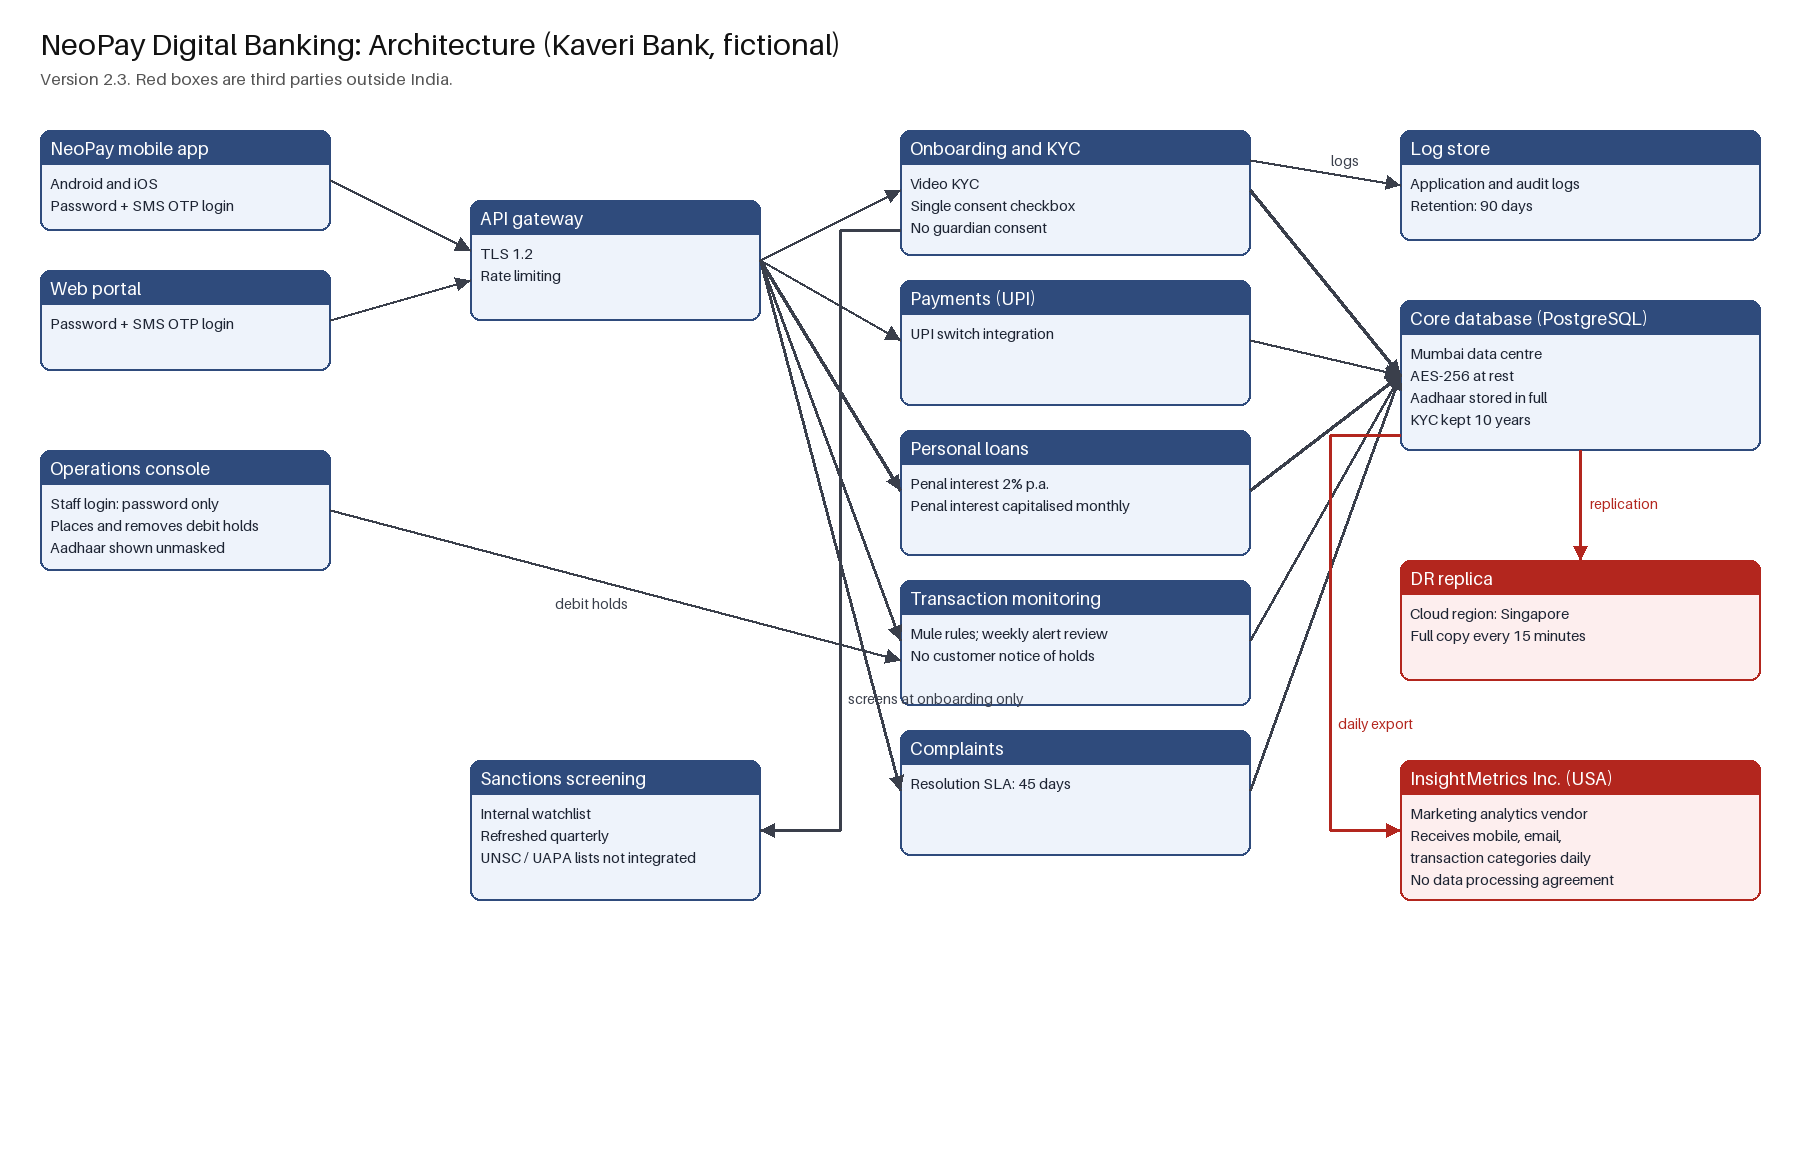 NeoPay Digital Banking: Architecture (Kaveri Bank, fictional)
Version 2.3. Red boxes are third parties outside India.
NeoPay mobile app
Android and iOS
Password + SMS OTP login
Web portal
Password + SMS OTP login
Operations console
Staff login: password only
Places and removes debit holds
Aadhaar shown unmasked
debit holds
API gateway
TLS 1.2
Rate limiting
Sanctions screening
Internal watchlist
Refreshed quarterly
UNSC / UAPA lists not integrated
Onboarding and KYC
Video KYC
Single consent checkbox
No guardian consent
Payments (UPI)
UPI switch integration
Personal loans
Penal interest 2% p.a.
Penal interest capitalised monthly
Transaction monitoring
Mule rules; weekly alert review
No customer notice of holds
screens at onboarding only
Complaints
Resolution SLA: 45 days
logs
Log store
Application and audit logs
Retention: 90 days
Core database (PostgreSQL)
Mumbai data centre
AES-256 at rest
Aadhaar stored in full
KYC kept 10 years
replication
DR replica
Cloud region: Singapore
Full copy every 15 minutes
daily export
InsightMetrics Inc. (USA)
Marketing analytics vendor
Receives mobile, email,
transaction categories daily
No data processing agreement